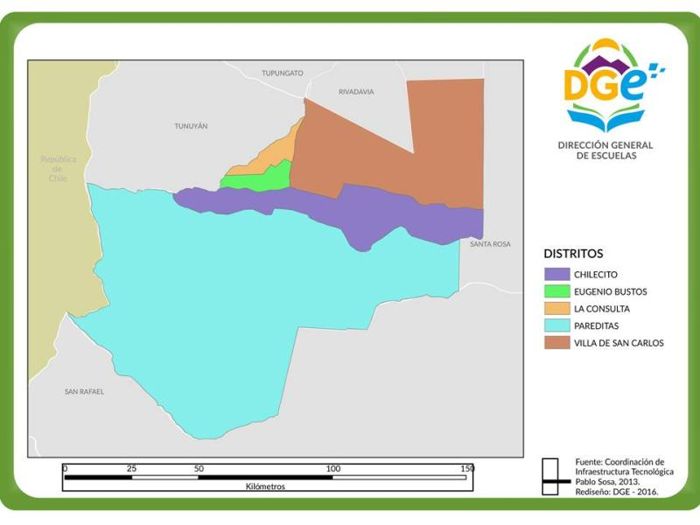 TUPUNGATO
RIVADAVIA
TUNUYÁN
República
de
Chile
SANTA ROSA
SAN RAFAEL
DGe
DIRECCIÓN GENERAL
DE ESCUELAS
DISTRITOS
CHILECITO
EUGENIO BUSTOS
LA CONSULTA
PAREDITAS
VILLA DE SAN CARLOS
0 25 50 100 150
Kilómetros
Fuente: Coordinación de
Infraestructura Tecnológica
Pablo Sosa, 2013.
Rediseño: DGE - 2016.